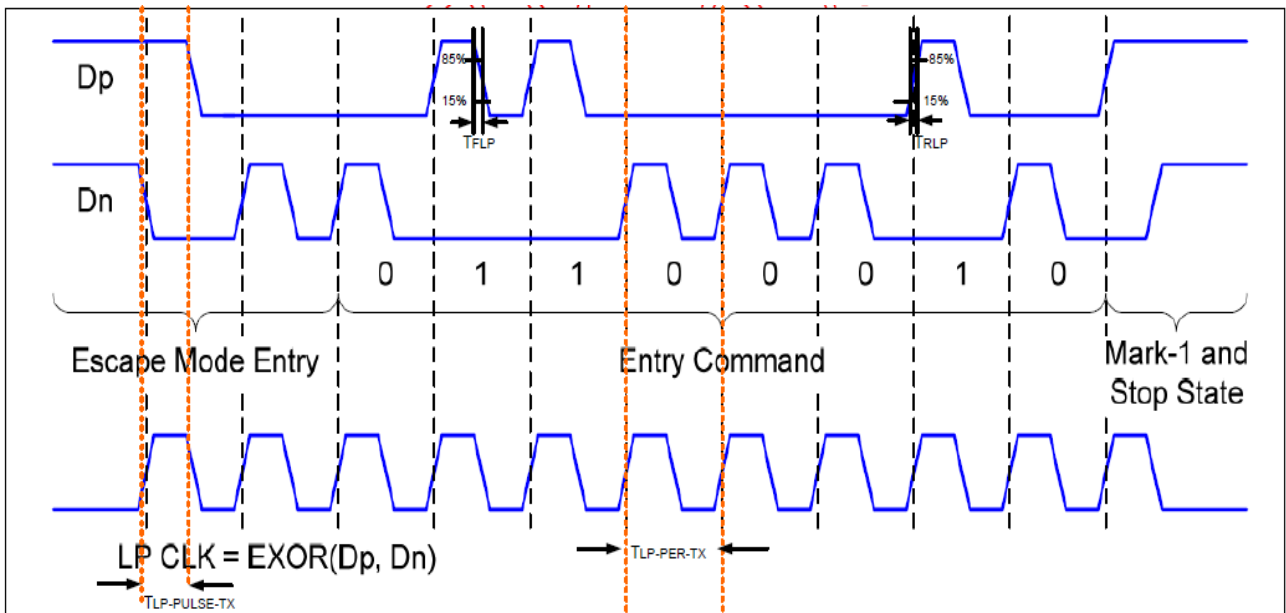 Dp
85%
15%
TFLP
85%
15%
TRLP
Dn
0 1 1 0 0 0 1 0
Escape Mode Entry
Entry Command
Mark-1 and
Stop State
LP CLK = EXOR(Dp, Dn)
TLP-PER-TX
TLP-PULSE-TX